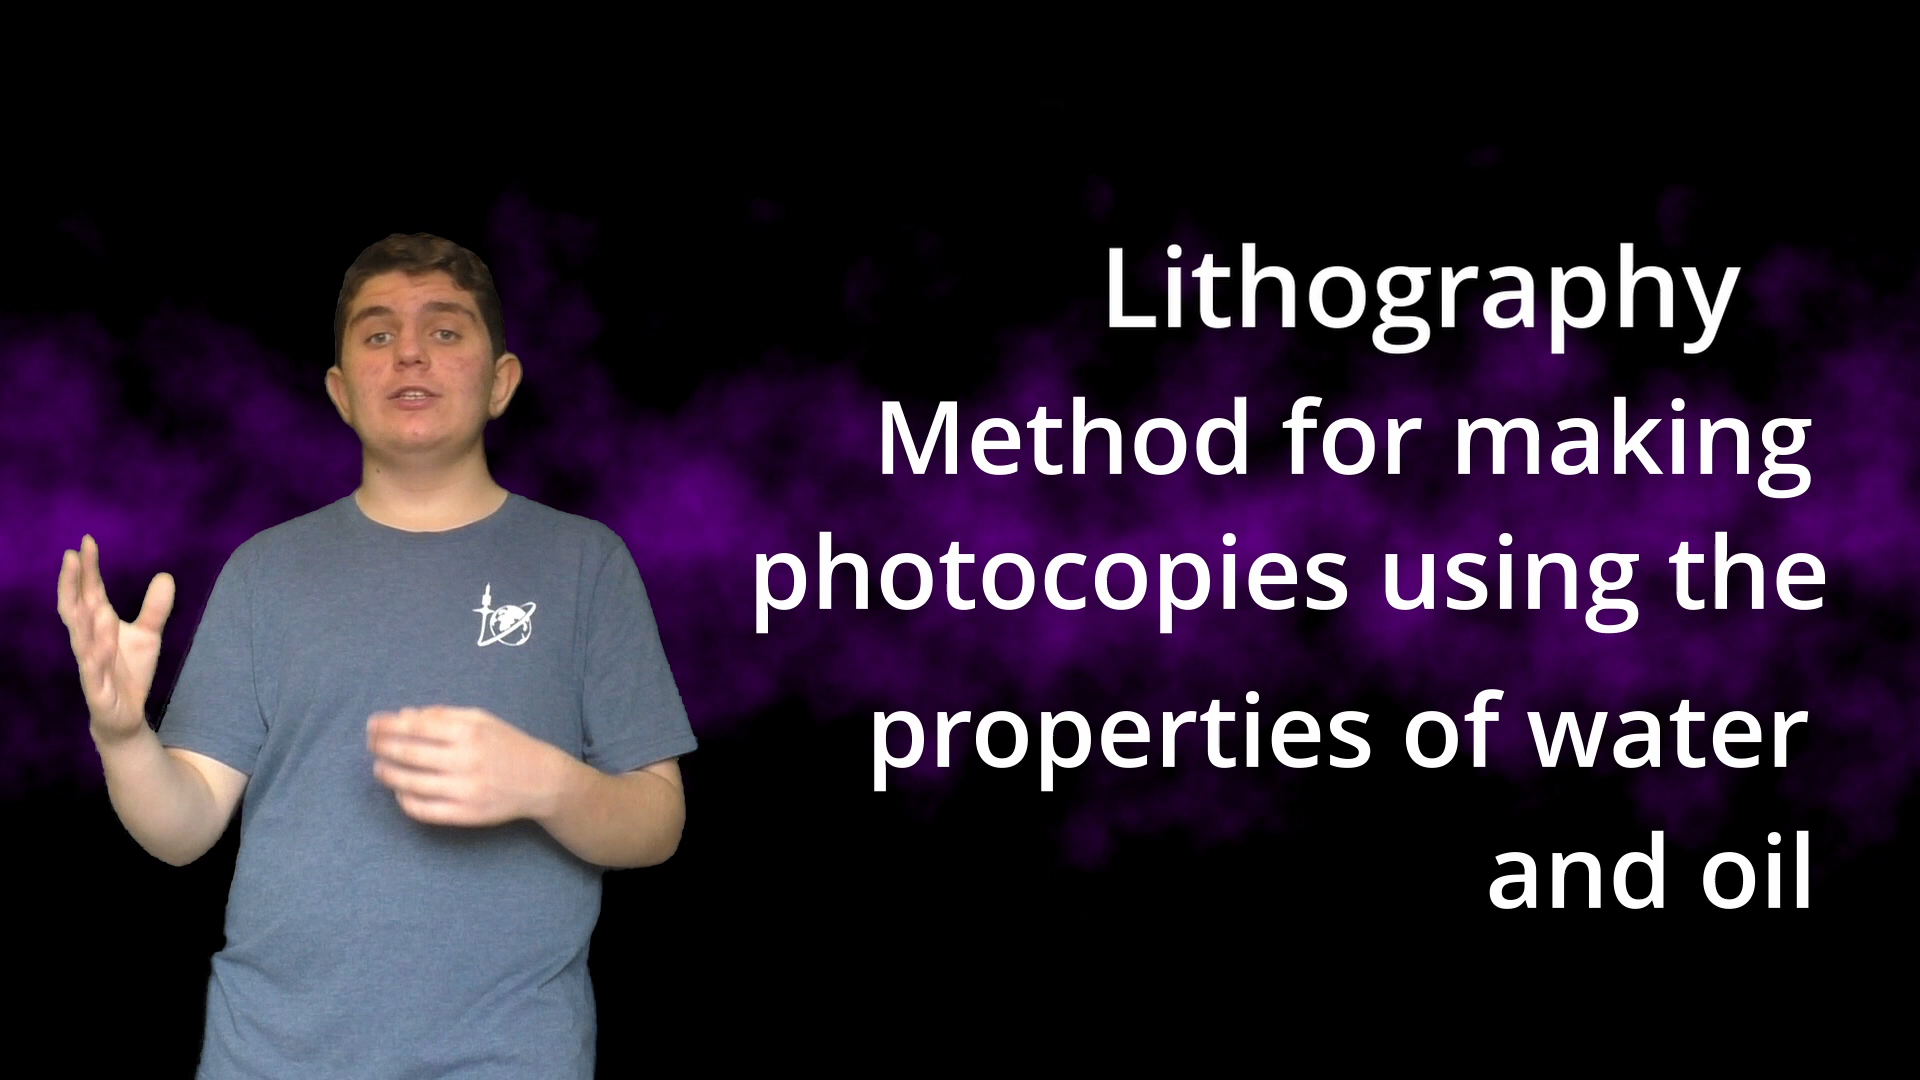 Lithography
Method for making
photocopies using the
properties of water
and oil